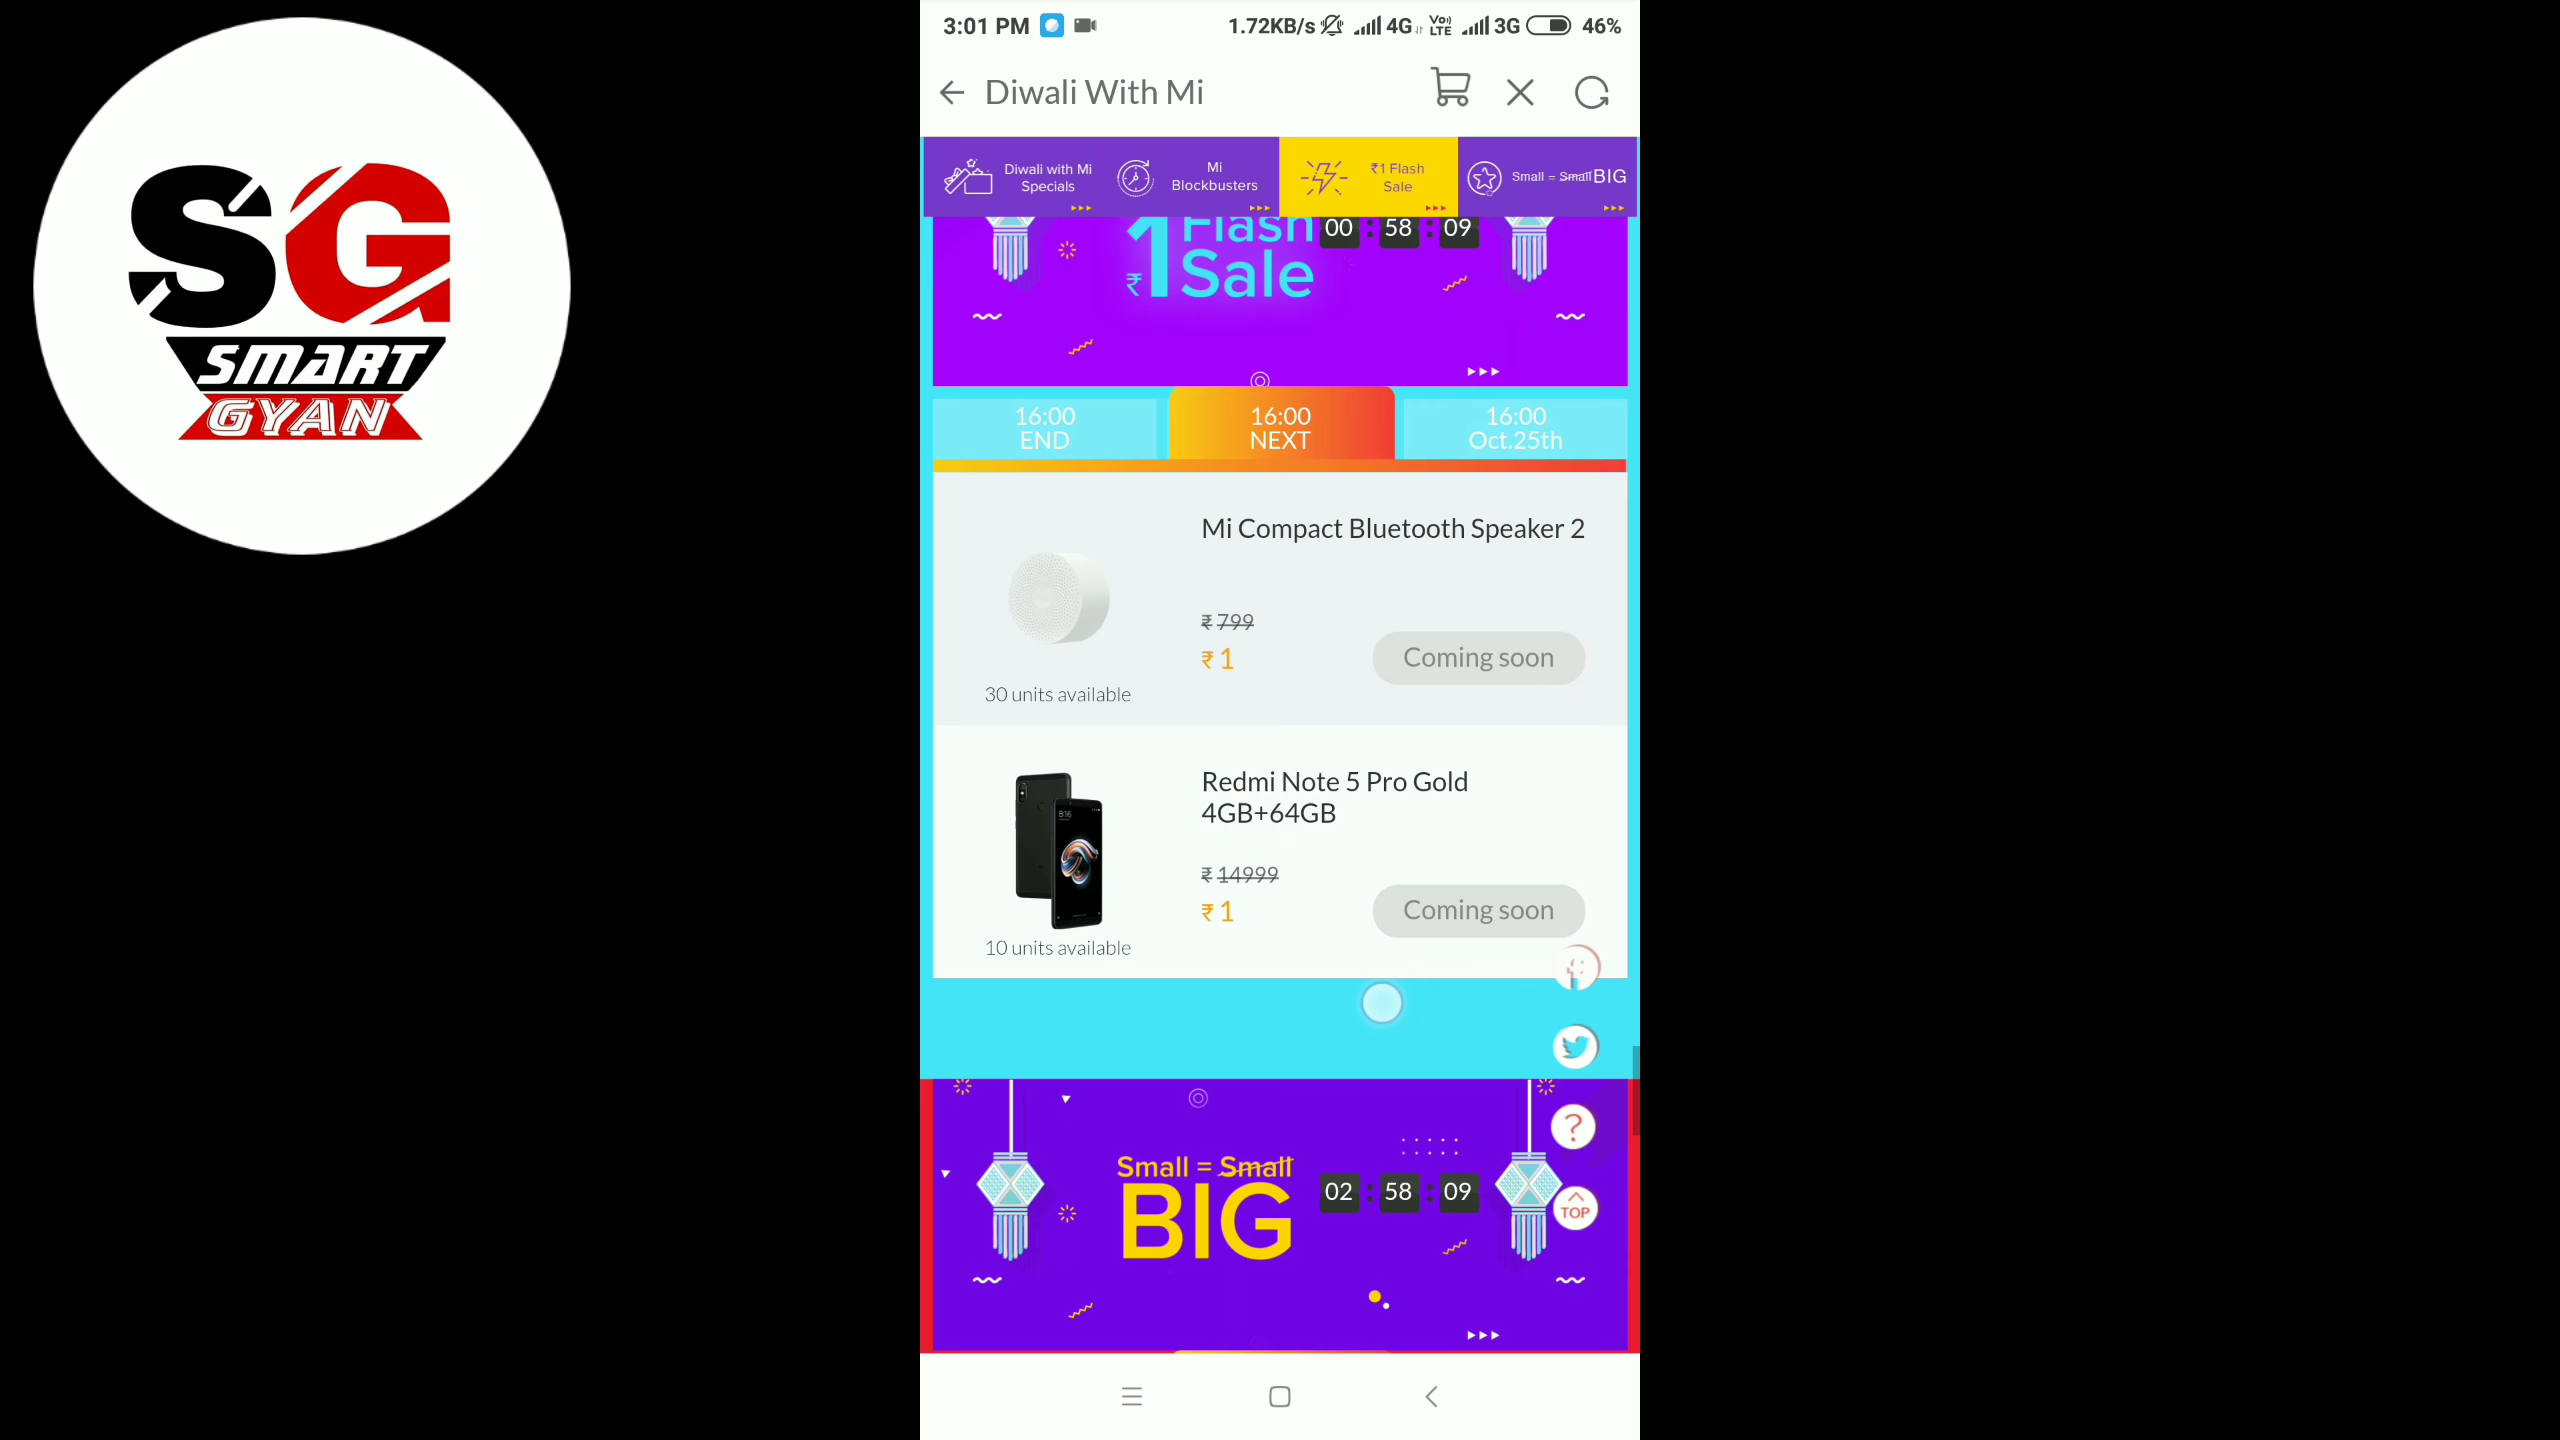 SG
SMART
GYAN
3:01 PM
1.72KB/s 4G VoLTE 3G 46%
Diwali With Mi
Diwali with Mi
Specials
Mi
Blockbusters
₹1 Flash
Sale
Small = Small BIG
₹1 Flash
Sale
00 : 58 : 09
16:00
END
16:00
NEXT
16:00
Oct.25th
Mi Compact Bluetooth Speaker 2
₹ 799
₹ 1
Coming soon
30 units available
Redmi Note 5 Pro Gold
4GB+64GB
8:16
₹ 14999
₹ 1
Coming soon
10 units available
Small = Small
BIG
02 : 58 : 09
?
TOP